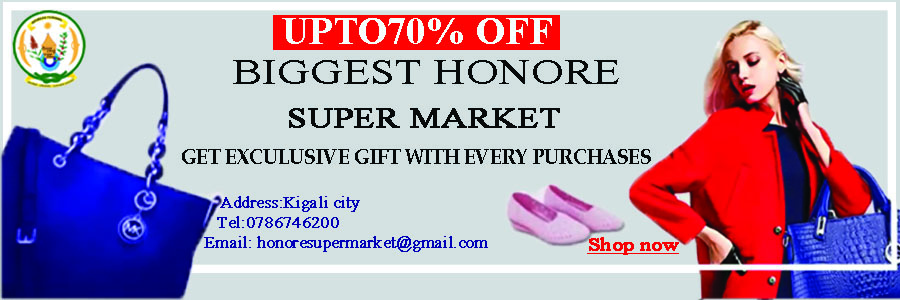 UPTO70% OFF
BIGGEST HONORE
SUPER MARKET
GET EXCULUSIVE GIFT WITH EVERY PURCHASES
Address:Kigali city
Tel:0786746200
Email: honoresupermarket@gmail.com
Shop now
MK